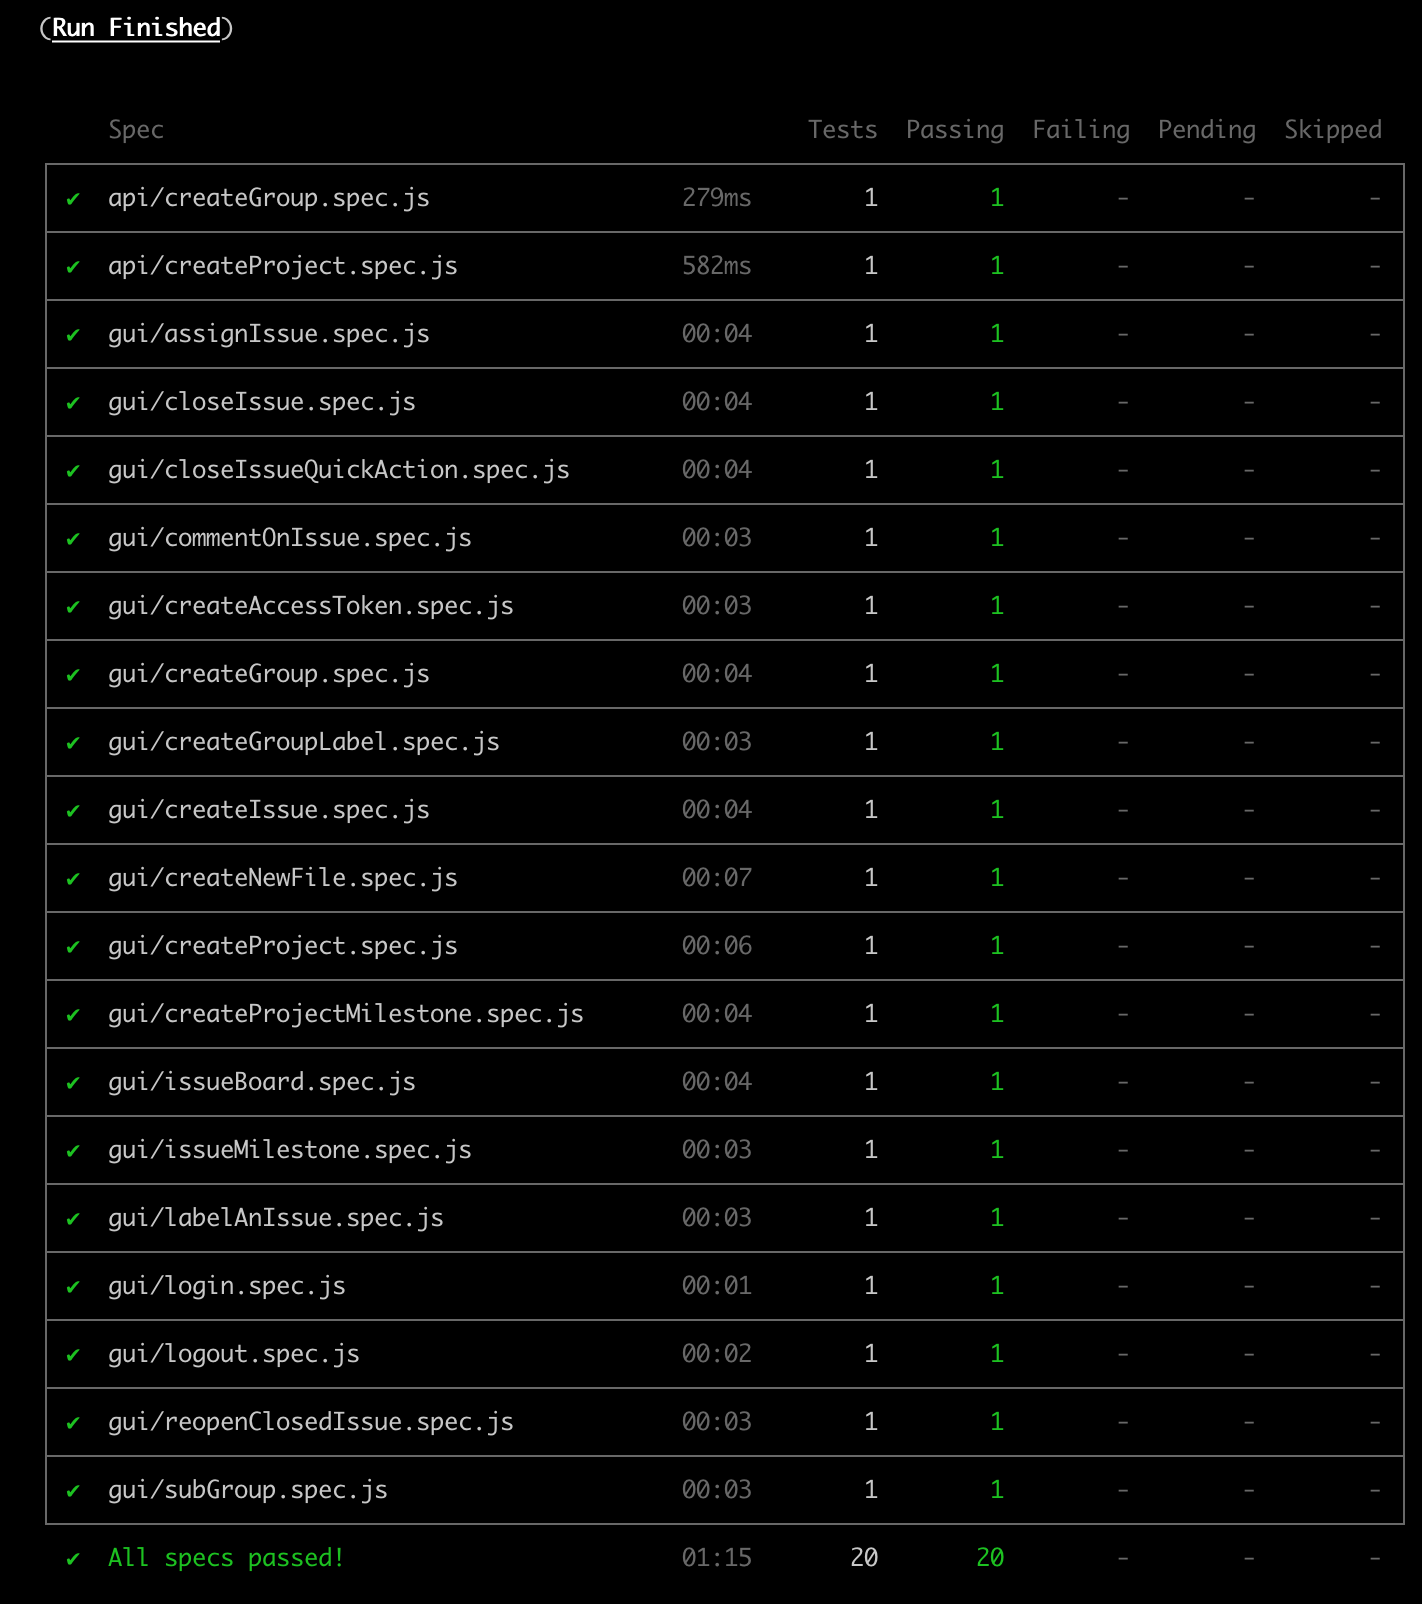 (Run Finished)
Spec Tests Passing Failing Pending Skipped
✔ api/createGroup.spec.js 279ms 1 1 - - -
✔ api/createProject.spec.js 582ms 1 1 - - -
✔ gui/assignIssue.spec.js 00:04 1 1 - - -
✔ gui/closeIssue.spec.js 00:04 1 1 - - -
✔ gui/closeIssueQuickAction.spec.js 00:04 1 1 - - -
✔ gui/commentOnIssue.spec.js 00:03 1 1 - - -
✔ gui/createAccessToken.spec.js 00:03 1 1 - - -
✔ gui/createGroup.spec.js 00:04 1 1 - - -
✔ gui/createGroupLabel.spec.js 00:03 1 1 - - -
✔ gui/createIssue.spec.js 00:04 1 1 - - -
✔ gui/createNewFile.spec.js 00:07 1 1 - - -
✔ gui/createProject.spec.js 00:06 1 1 - - -
✔ gui/createProjectMilestone.spec.js 00:04 1 1 - - -
✔ gui/issueBoard.spec.js 00:04 1 1 - - -
✔ gui/issueMilestone.spec.js 00:03 1 1 - - -
✔ gui/labelAnIssue.spec.js 00:03 1 1 - - -
✔ gui/login.spec.js 00:01 1 1 - - -
✔ gui/logout.spec.js 00:02 1 1 - - -
✔ gui/reopenClosedIssue.spec.js 00:03 1 1 - - -
✔ gui/subGroup.spec.js 00:03 1 1 - - -
✔ All specs passed! 01:15 20 20 - - -